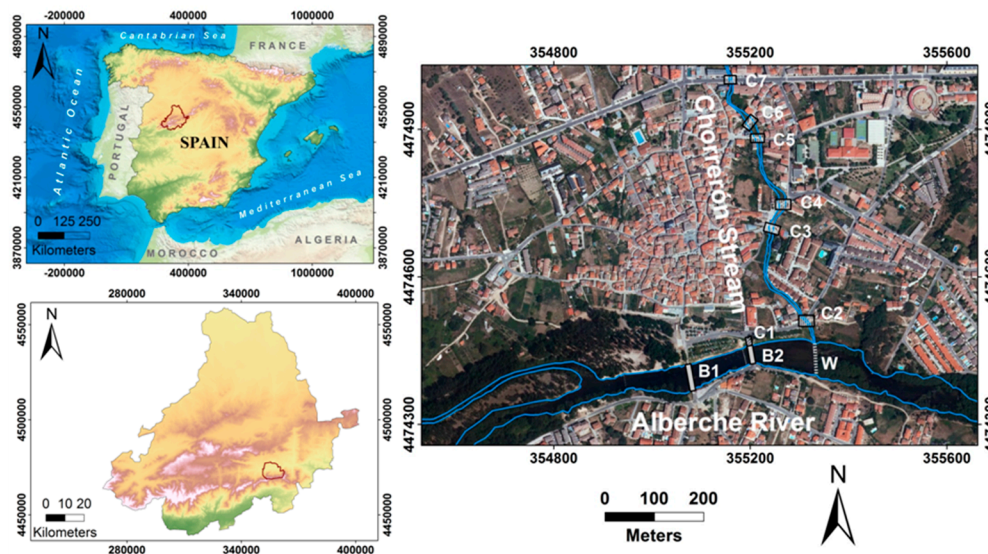 -200000
400000
1000000
Cantabrian Sea
FRANCE
N
4890000
4890000
4550000
4550000
Atlantic Ocean
PORTUGAL
SPAIN
4210000
4210000
Mediterranean Sea
0 125 250
Kilometers
MOROCCO
ALGERIA
3870000
3870000
-200000
400000
1000000
280000
340000
400000
N
4550000
4550000
4500000
4500000
4450000
4450000
0 10 20
Kilometers
280000
340000
400000
354800
355200
355600
C7
C6
C5
4474900
4474900
Chorreron Stream
C4
C3
4474600
4474600
C2
C1
B1
B2
W
Alberche River
4474300
4474300
354800
355200
355600
0 100 200
Meters
N